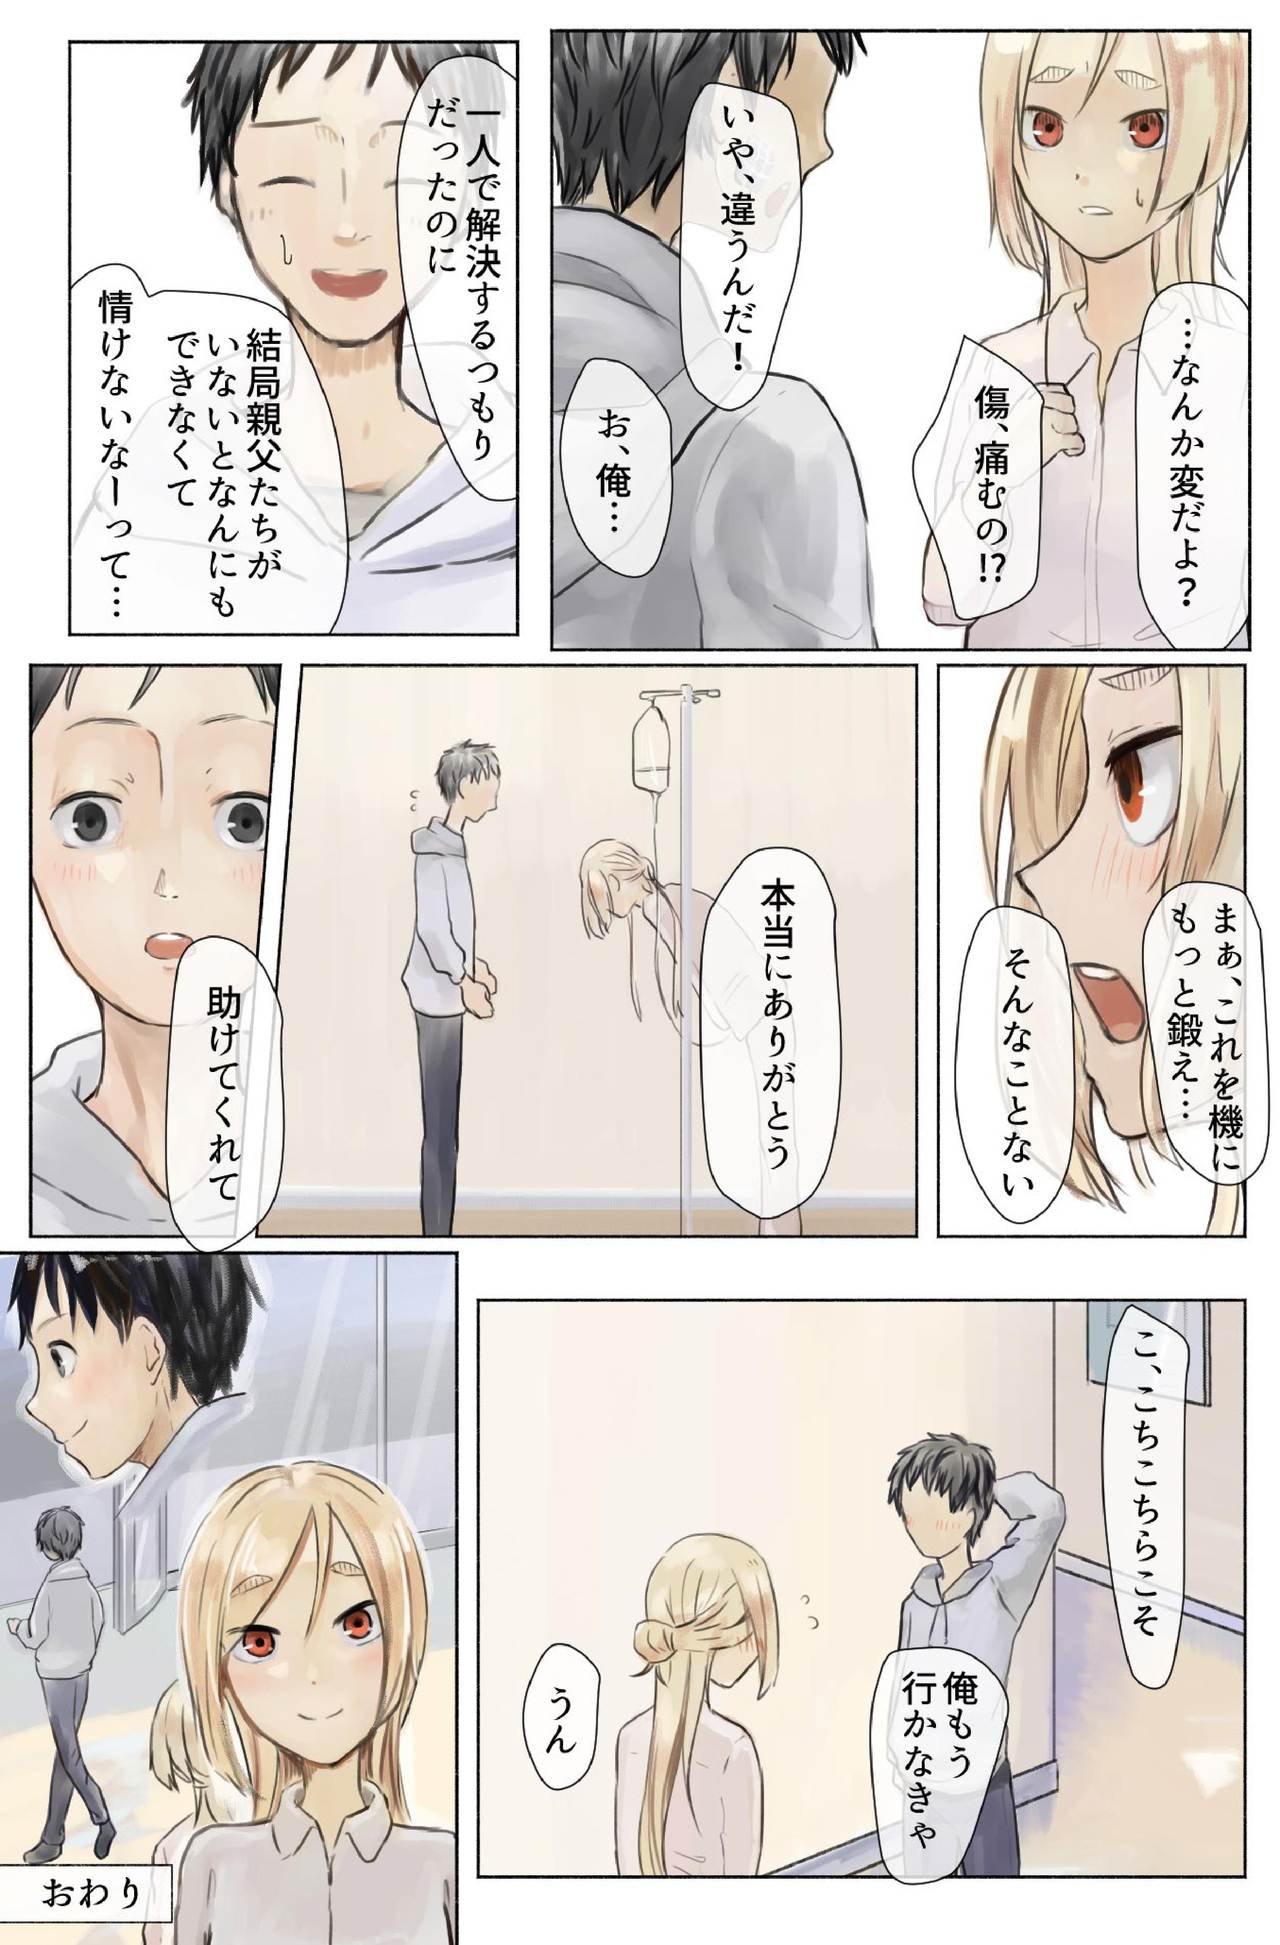 …なんか変だよ？
傷、痛むの!?
いや、違うんだ！
お、俺…
一人で解決するつもり
だったのに
結局親父たちが
いないとなんにも
できなくて
情けないなーって…
まぁ、これを機に
もっと鍛え…
そんなことない
本当にありがとう
助けてくれて
こ、こちこちらこそ
俺もう
行かなきゃ
うん
おわり